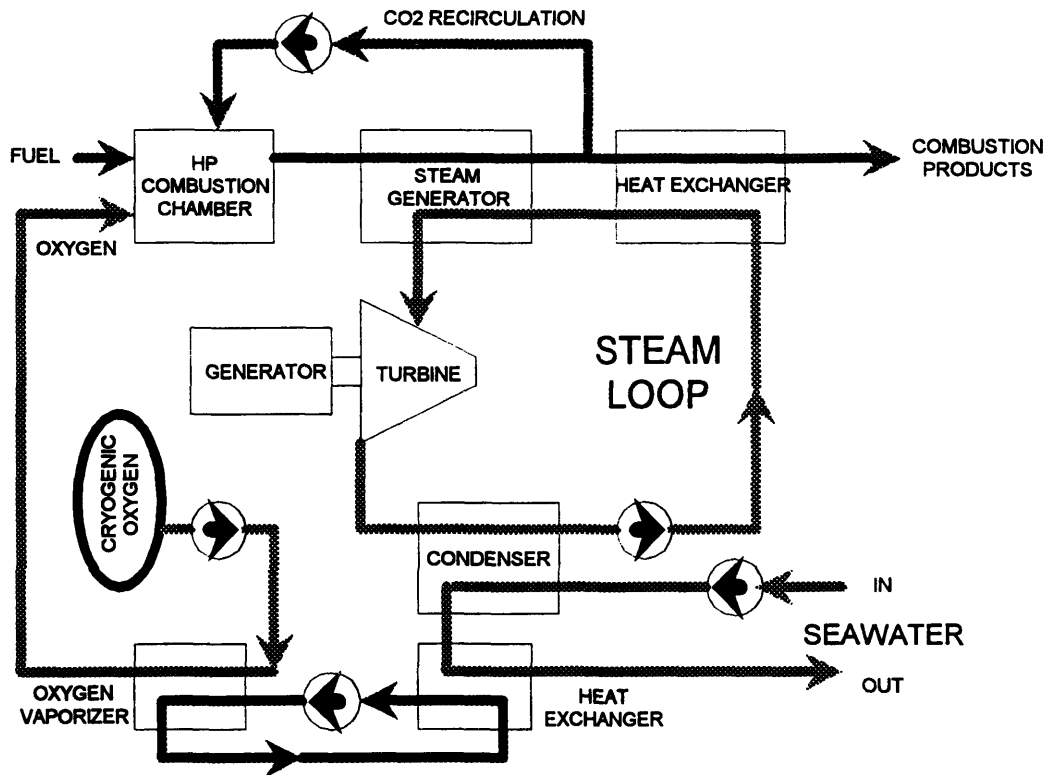 CO2 RECIRCULATION
FUEL
HP
COMBUSTION
CHAMBER
STEAM
GENERATOR
HEAT EXCHANGER
COMBUSTION
PRODUCTS
OXYGEN
GENERATOR
TURBINE
STEAM
LOOP
CRYOGENIC
OXYGEN
CONDENSER
IN
SEAWATER
OUT
OXYGEN
VAPORIZER
HEAT
EXCHANGER